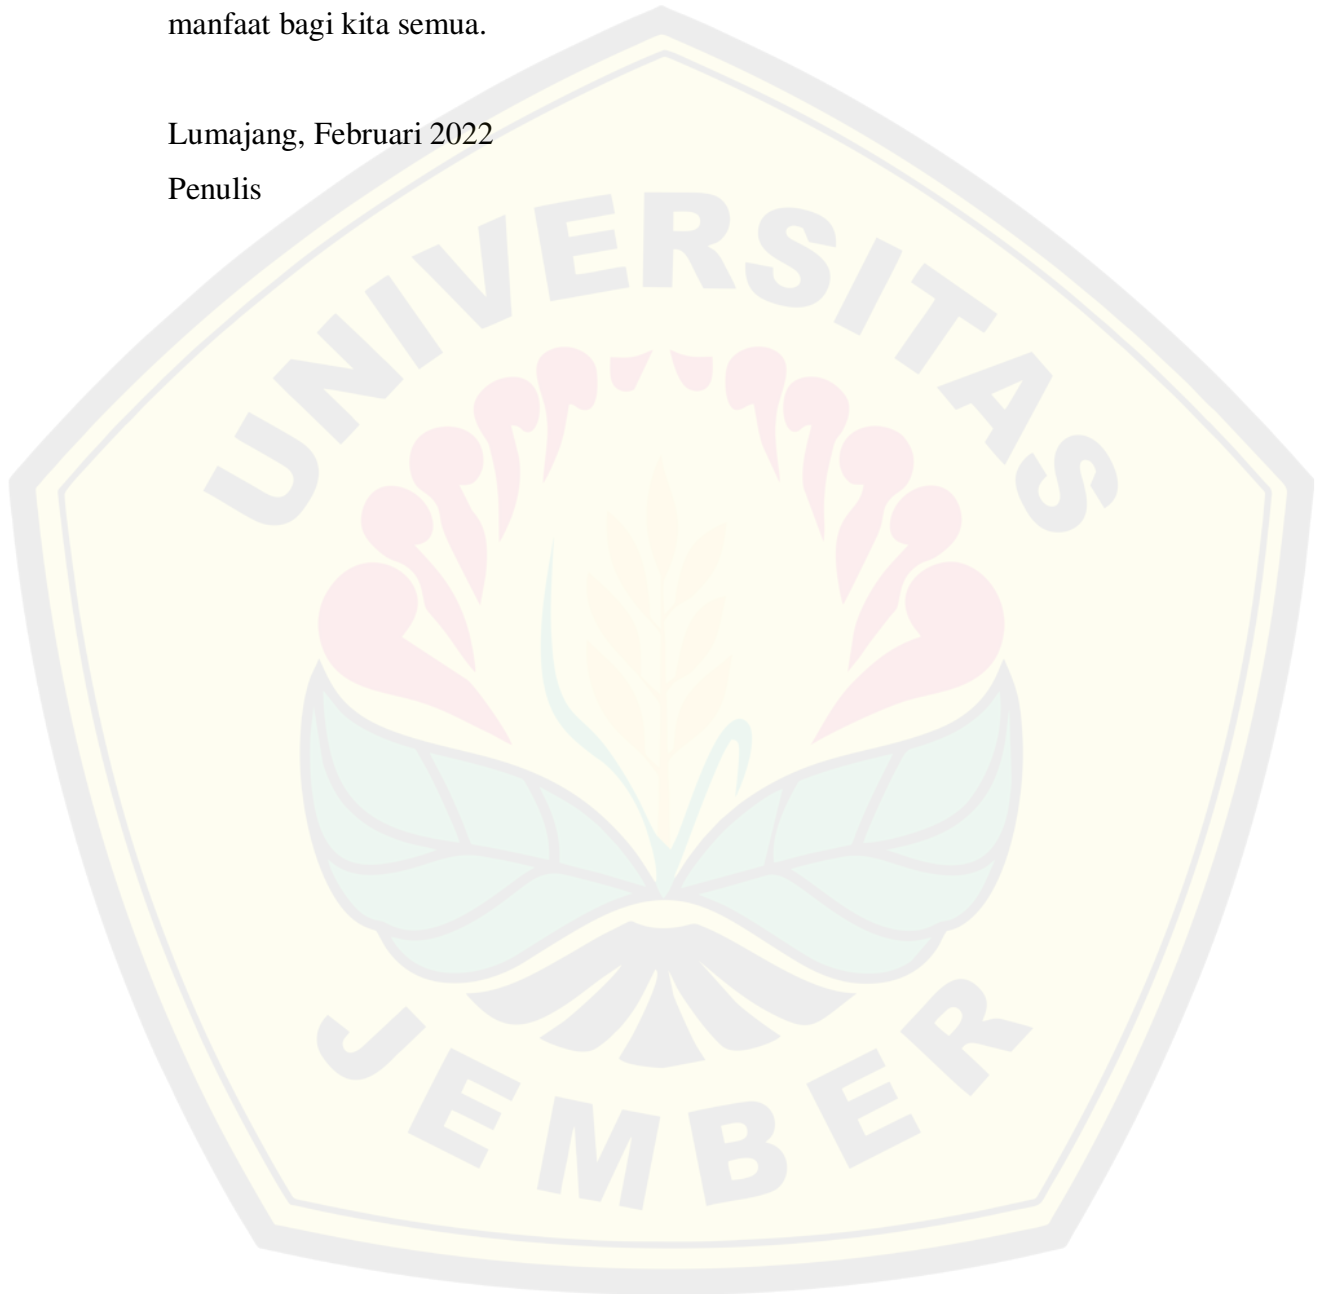 manfaat bagi kita semua.
Lumajang, Februari 2022
Penulis
UNIVERSITAS
JEMBER